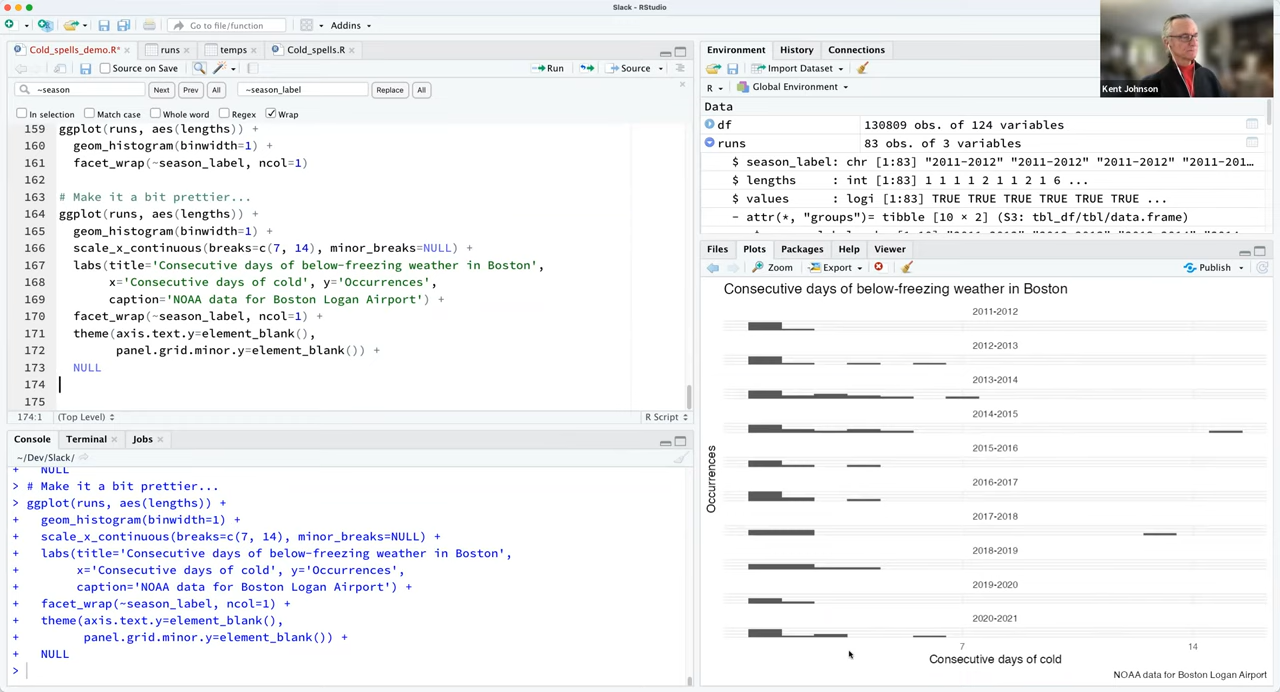 Slack - RStudio
Go to file/function
Addins
Cold_spells_demo.R*
runs
temps
Cold_spells.R
Source on Save
Run
Source
~season
Next
Prev
All
~season_label
Replace
All
In selection
Match case
Whole word
Regex
Wrap
159 ggplot(runs, aes(lengths)) +
160 geom_histogram(binwidth=1) +
161 facet_wrap(~season_label, ncol=1)
162
163 # Make it a bit prettier...
164 ggplot(runs, aes(lengths)) +
165 geom_histogram(binwidth=1) +
166 scale_x_continuous(breaks=c(7, 14), minor_breaks=NULL) +
167 labs(title='Consecutive days of below-freezing weather in Boston',
168 x='Consecutive days of cold', y='Occurrences',
169 caption='NOAA data for Boston Logan Airport') +
170 facet_wrap(~season_label, ncol=1) +
171 theme(axis.text.y=element_blank(),
172 panel.grid.minor.y=element_blank()) +
173 NULL
174
175
174:1 (Top Level) R Script
Console
Terminal
Jobs
~/Dev/Slack/
+ NULL
> # Make it a bit prettier...
> ggplot(runs, aes(lengths)) +
+ geom_histogram(binwidth=1) +
+ scale_x_continuous(breaks=c(7, 14), minor_breaks=NULL) +
+ labs(title='Consecutive days of below-freezing weather in Boston',
+ x='Consecutive days of cold', y='Occurrences',
+ caption='NOAA data for Boston Logan Airport') +
+ facet_wrap(~season_label, ncol=1) +
+ theme(axis.text.y=element_blank(),
+ panel.grid.minor.y=element_blank()) +
+ NULL
>
Environment
History
Connections
Import Dataset
R
Global Environment
Data
df 130809 obs. of 124 variables
runs 83 obs. of 3 variables
$ season_label: chr [1:83] "2011-2012" "2011-2012" "2011-2012" "2011-201…
$ lengths : int [1:83] 1 1 1 1 2 1 1 2 1 6 ...
$ values : logi [1:83] TRUE TRUE TRUE TRUE TRUE TRUE ...
- attr(*, "groups")= tibble [10 × 2] (S3: tbl_df/tbl/data.frame)
Kent Johnson
Files
Plots
Packages
Help
Viewer
Zoom
Export
Publish
Consecutive days of below-freezing weather in Boston
2011-2012
2012-2013
2013-2014
2014-2015
2015-2016
2016-2017
2017-2018
2018-2019
2019-2020
2020-2021
Occurrences
7
14
Consecutive days of cold
NOAA data for Boston Logan Airport